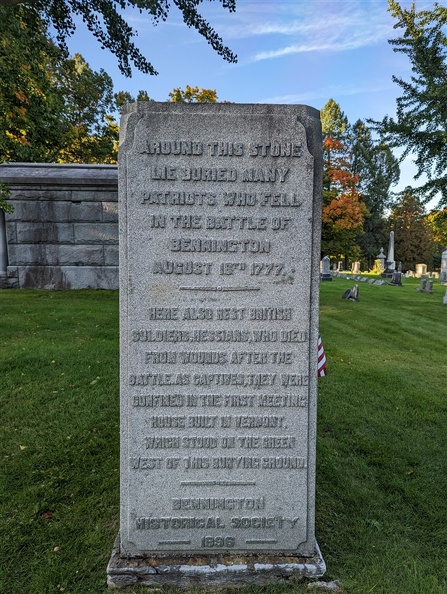 AROUND THIS STONE
LIE BURIED MANY
PATRIOTS WHO FELL
IN THE BATTLE OF
BENNINGTON
AUGUST 16TH 1777.
HERE ALSO REST BRITISH
SOLDIERS, HESSIANS, WHO DIED
FROM WOUNDS AFTER THE
BATTLE. AS CAPTIVES, THEY WERE
CONFINED IN THE FIRST MEETING
HOUSE BUILT IN VERMONT,
WHICH STOOD ON THE GREEN
WEST OF THIS BURYING GROUND.
BENNINGTON
HISTORICAL SOCIETY
1896